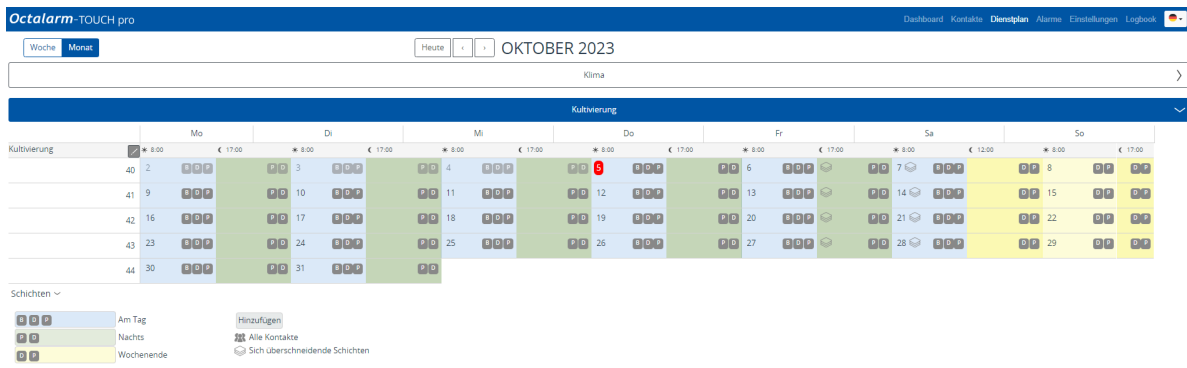 Octalarm-TOUCH pro Dashboard Kontakte Dienstplan Alarme Einstellungen Logbook
Woche Monat Heute ‹ › OKTOBER 2023
Klima
Kultivierung
Mo Di Mi Do Fr Sa So
Kultivierung 8:00 17:00 8:00 17:00 8:00 17:00 8:00 17:00 8:00 17:00 8:00 12:00 8:00 17:00
40 2 B D P P D 3 B D P P D 4 B D P P D 5 B D P P D 6 B D P P D 7 B D P D P 8 D P D P
41 9 B D P P D 10 B D P P D 11 B D P P D 12 B D P P D 13 B D P P D 14 B D P D P 15 D P D P
42 16 B D P P D 17 B D P P D 18 B D P P D 19 B D P P D 20 B D P P D 21 B D P D P 22 D P D P
43 23 B D P P D 24 B D P P D 25 B D P P D 26 B D P P D 27 B D P P D 28 B D P D P 29 D P D P
44 30 B D P P D 31 B D P P D
Schichten
B D P Am Tag Hinzufügen
P D Nachts Alle Kontakte
D P Wochenende Sich überschneidende Schichten